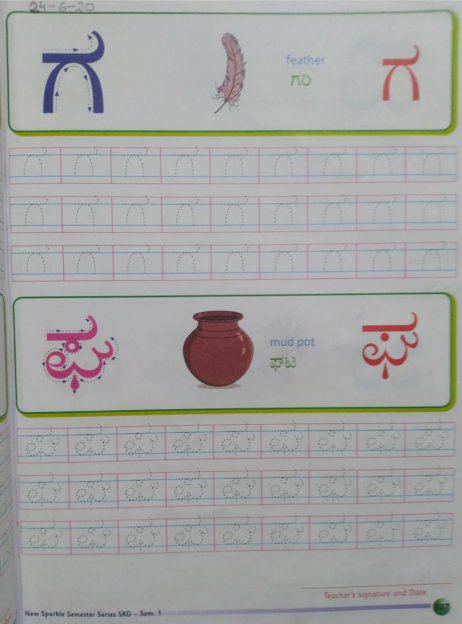 24-6-20
ಗ
feather
ಗರಿ
ಗ
ಗ ಗ ಗ ಗ ಗ ಗ ಗ ಗ ಗ
ಗ ಗ ಗ ಗ ಗ ಗ ಗ ಗ ಗ
ಗ ಗ ಗ ಗ ಗ ಗ ಗ ಗ ಗ
ಘ
mud pot
ಘಟ
ಘ
ಘ ಘ ಘ ಘ ಘ ಘ ಘ ಘ ಘ
ಘ ಘ ಘ ಘ ಘ ಘ ಘ ಘ ಘ
ಘ ಘ ಘ ಘ ಘ ಘ ಘ ಘ ಘ
Teacher's signature and Date
New Sparkle Semester Series SKG – Sem. 1